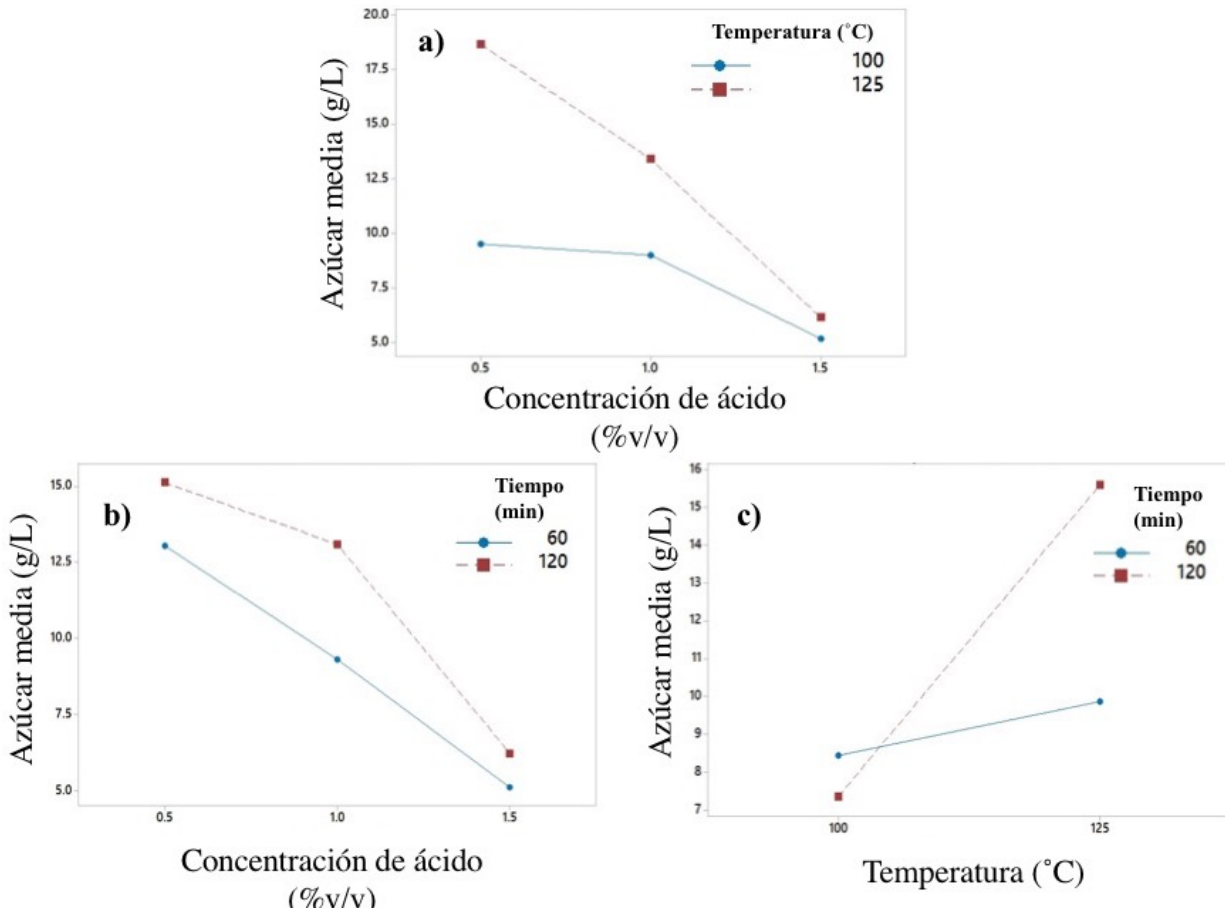 a)
Temperatura (˚C)
100
125
20.0
17.5
15.0
12.5
10.0
7.5
5.0
Azúcar media (g/L)
0.5 1.0 1.5
Concentración de ácido
(%v/v)
b)
Tiempo
(min)
60
120
15.0
12.5
10.0
7.5
5.0
Azúcar media (g/L)
0.5 1.0 1.5
Concentración de ácido
(%v/v)
c)
Tiempo
(min)
60
120
16
15
14
13
12
11
10
9
8
7
Azúcar media (g/L)
100 125
Temperatura (˚C)